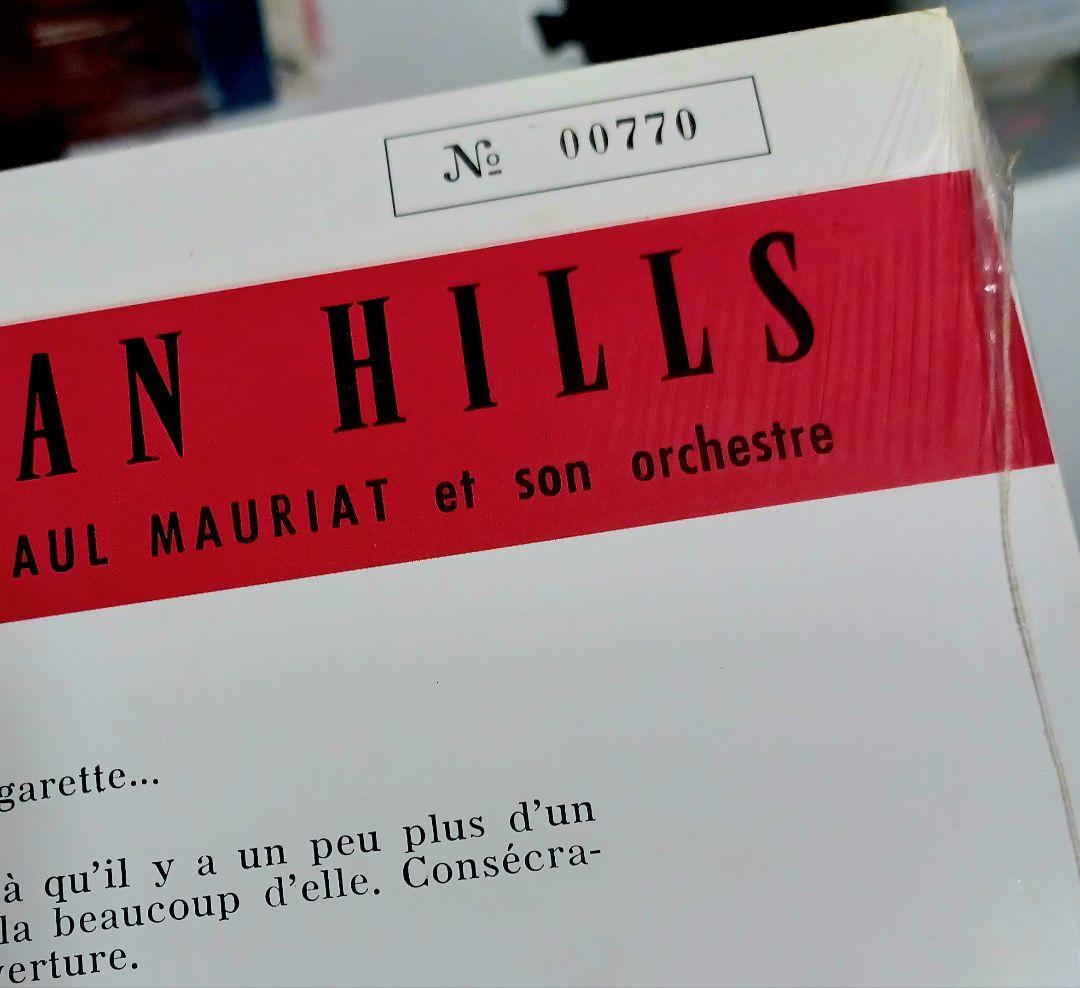 № 00770
AN HILLS
AUL MAURIAT et son orchestre
garette...
à qu'il y a un peu plus d'un
la beaucoup d'elle. Consécra-
verture.